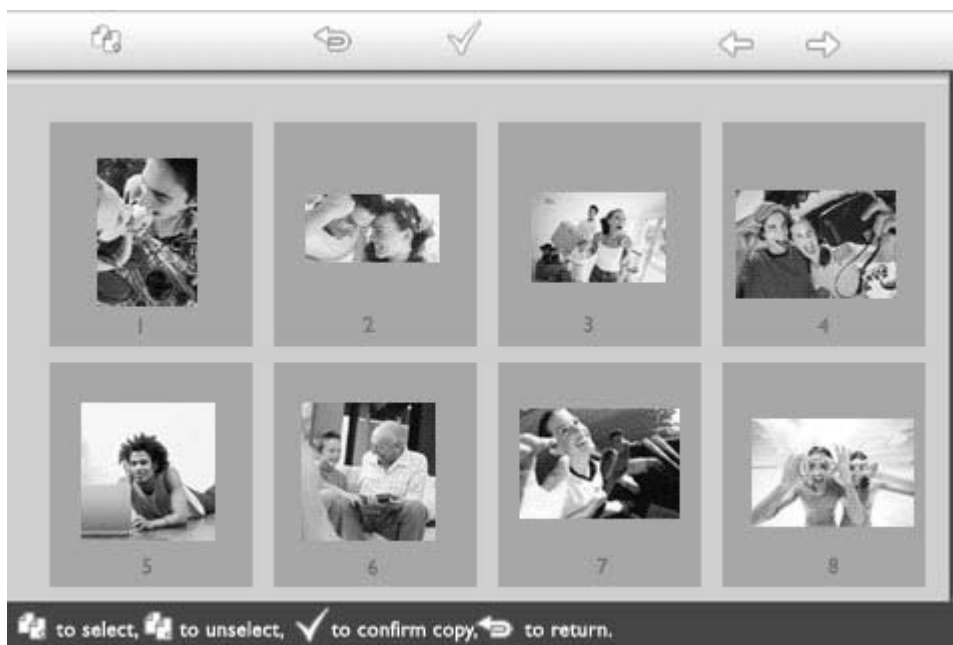 1 2 3 4
5 6 7 8
to select, to unselect, to confirm copy, to return.